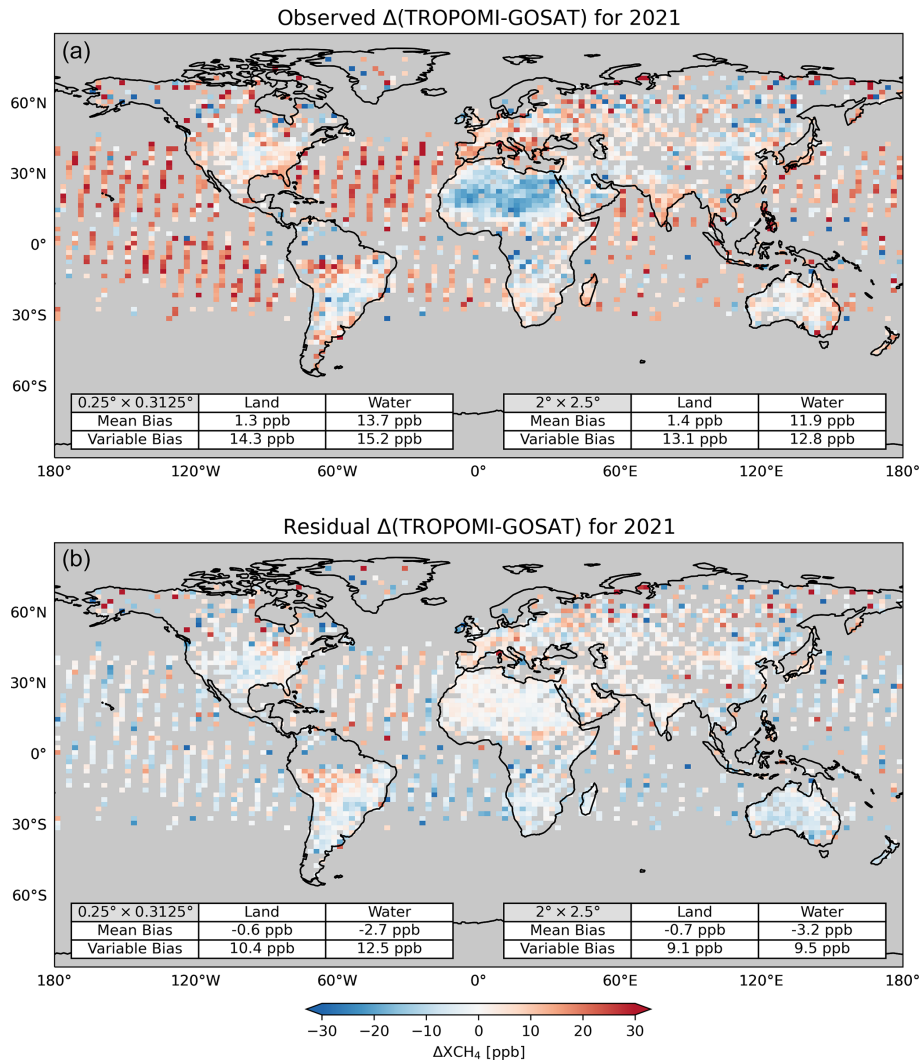 Observed Δ(TROPOMI-GOSAT) for 2021
(a)
60°N
30°N
0°
30°S
60°S
0.25° × 0.3125° Land Water
Mean Bias 1.3 ppb 13.7 ppb
Variable Bias 14.3 ppb 15.2 ppb
2° × 2.5° Land Water
Mean Bias 1.4 ppb 11.9 ppb
Variable Bias 13.1 ppb 12.8 ppb
180° 120°W 60°W 0° 60°E 120°E 180°
Residual Δ(TROPOMI-GOSAT) for 2021
(b)
60°N
30°N
0°
30°S
60°S
0.25° × 0.3125° Land Water
Mean Bias -0.6 ppb -2.7 ppb
Variable Bias 10.4 ppb 12.5 ppb
2° × 2.5° Land Water
Mean Bias -0.7 ppb -3.2 ppb
Variable Bias 9.1 ppb 9.5 ppb
180° 120°W 60°W 0° 60°E 120°E 180°
−30 −20 −10 0 10 20 30
ΔXCH₄ [ppb]